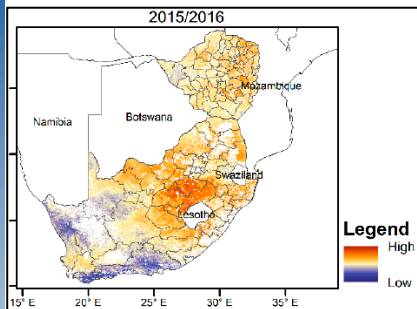 2015/2016
Mozambique
Namibia
Botswana
Swaziland
Lesotho
Legend
High
Low
15° E
20° E
25° E
30° E
35° E